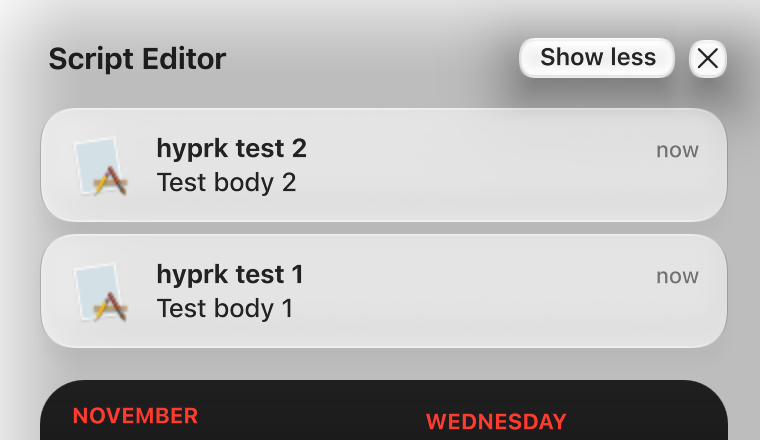 Script Editor
Show less
hyprk test 2
now
Test body 2
hyprk test 1
now
Test body 1
NOVEMBER
WEDNESDAY